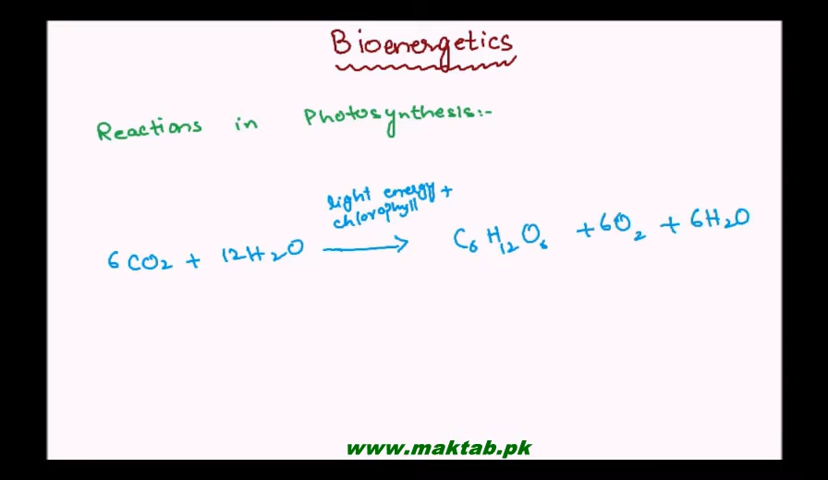 Bioenergetics
Reactions in Photosynthesis:-
light energy +
chlorophyll
6CO₂ + 12H₂O ⟶ C₆H₁₂O₆ + 6O₂ + 6H₂O
www.maktab.pk